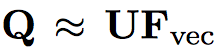 Q ≈ UF_vec